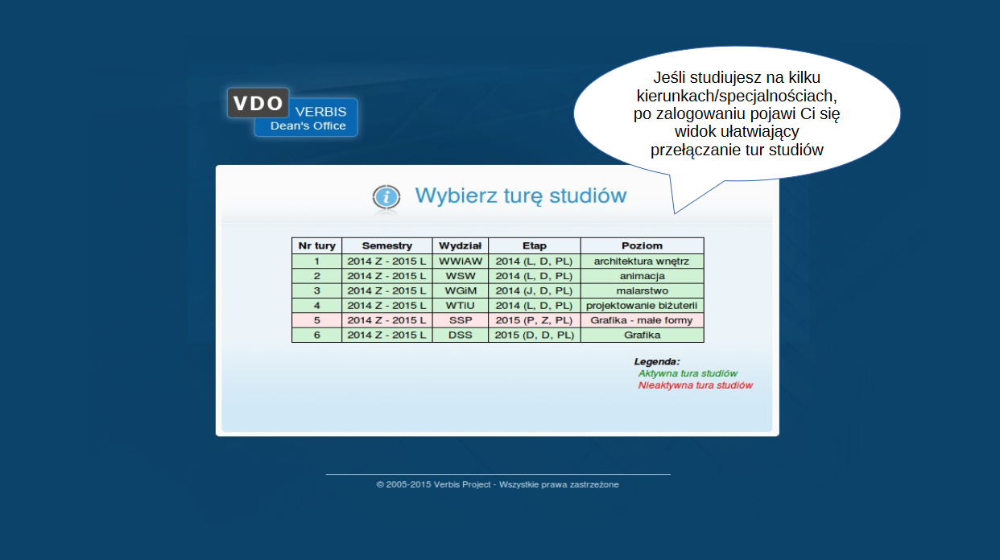 Jeśli studiujesz na kilku
kierunkach/specjalnościach,
po zalogowaniu pojawi Ci się
widok ułatwiający
przełączanie tur studiów
VDO
VERBIS
Dean's Office
Wybierz turę studiów
Nr tury Semestry Wydział Etap Poziom
1 2014 Z - 2015 L WWiAW 2014 (L, D, PL) architektura wnętrz
2 2014 Z - 2015 L WSW 2014 (L, D, PL) animacja
3 2014 Z - 2015 L WGiM 2014 (J, D, PL) malarstwo
4 2014 Z - 2015 L WTiU 2014 (L, D, PL) projektowanie biżuterii
5 2014 Z - 2015 L SSP 2015 (P, Z, PL) Grafika - małe formy
6 2014 Z - 2015 L DSS 2015 (D, D, PL) Grafika
Legenda:
Aktywna tura studiów
Nieaktywna tura studiów
© 2005-2015 Verbis Project - Wszystkie prawa zastrzeżone